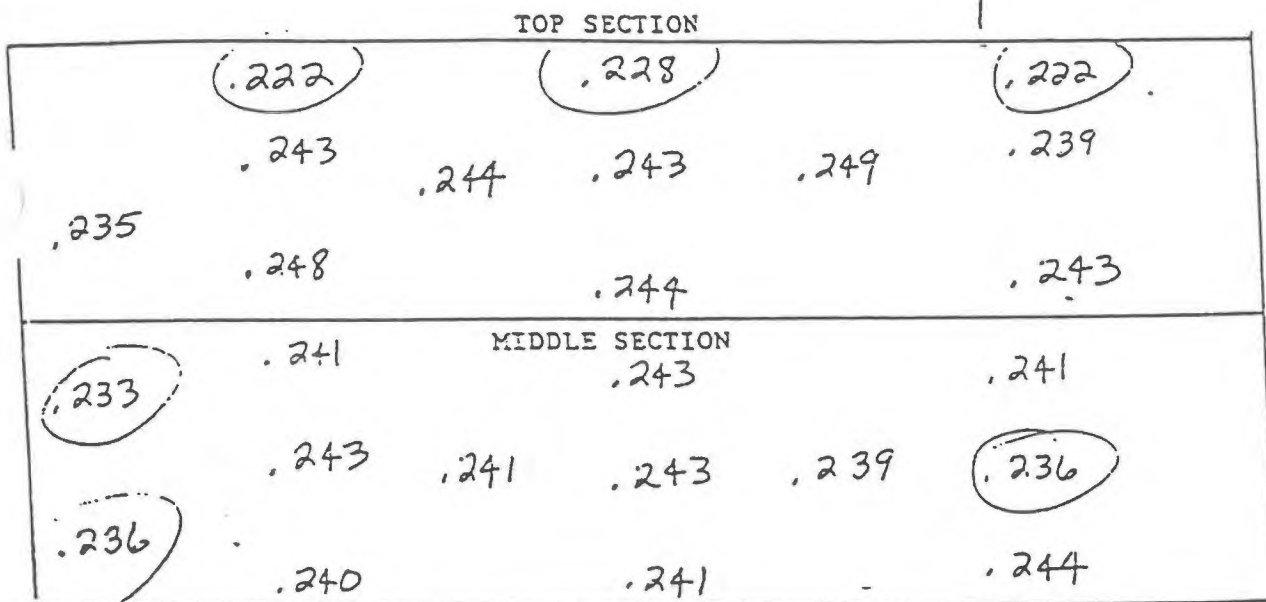 TOP SECTION
.222 .228 .222
.243 .244 .243 .249 .239
.235
.248 .244 .243
MIDDLE SECTION
.241 .243 .241
.233
.243 .241 .243 .239 .236
.236
.240 .241 .244